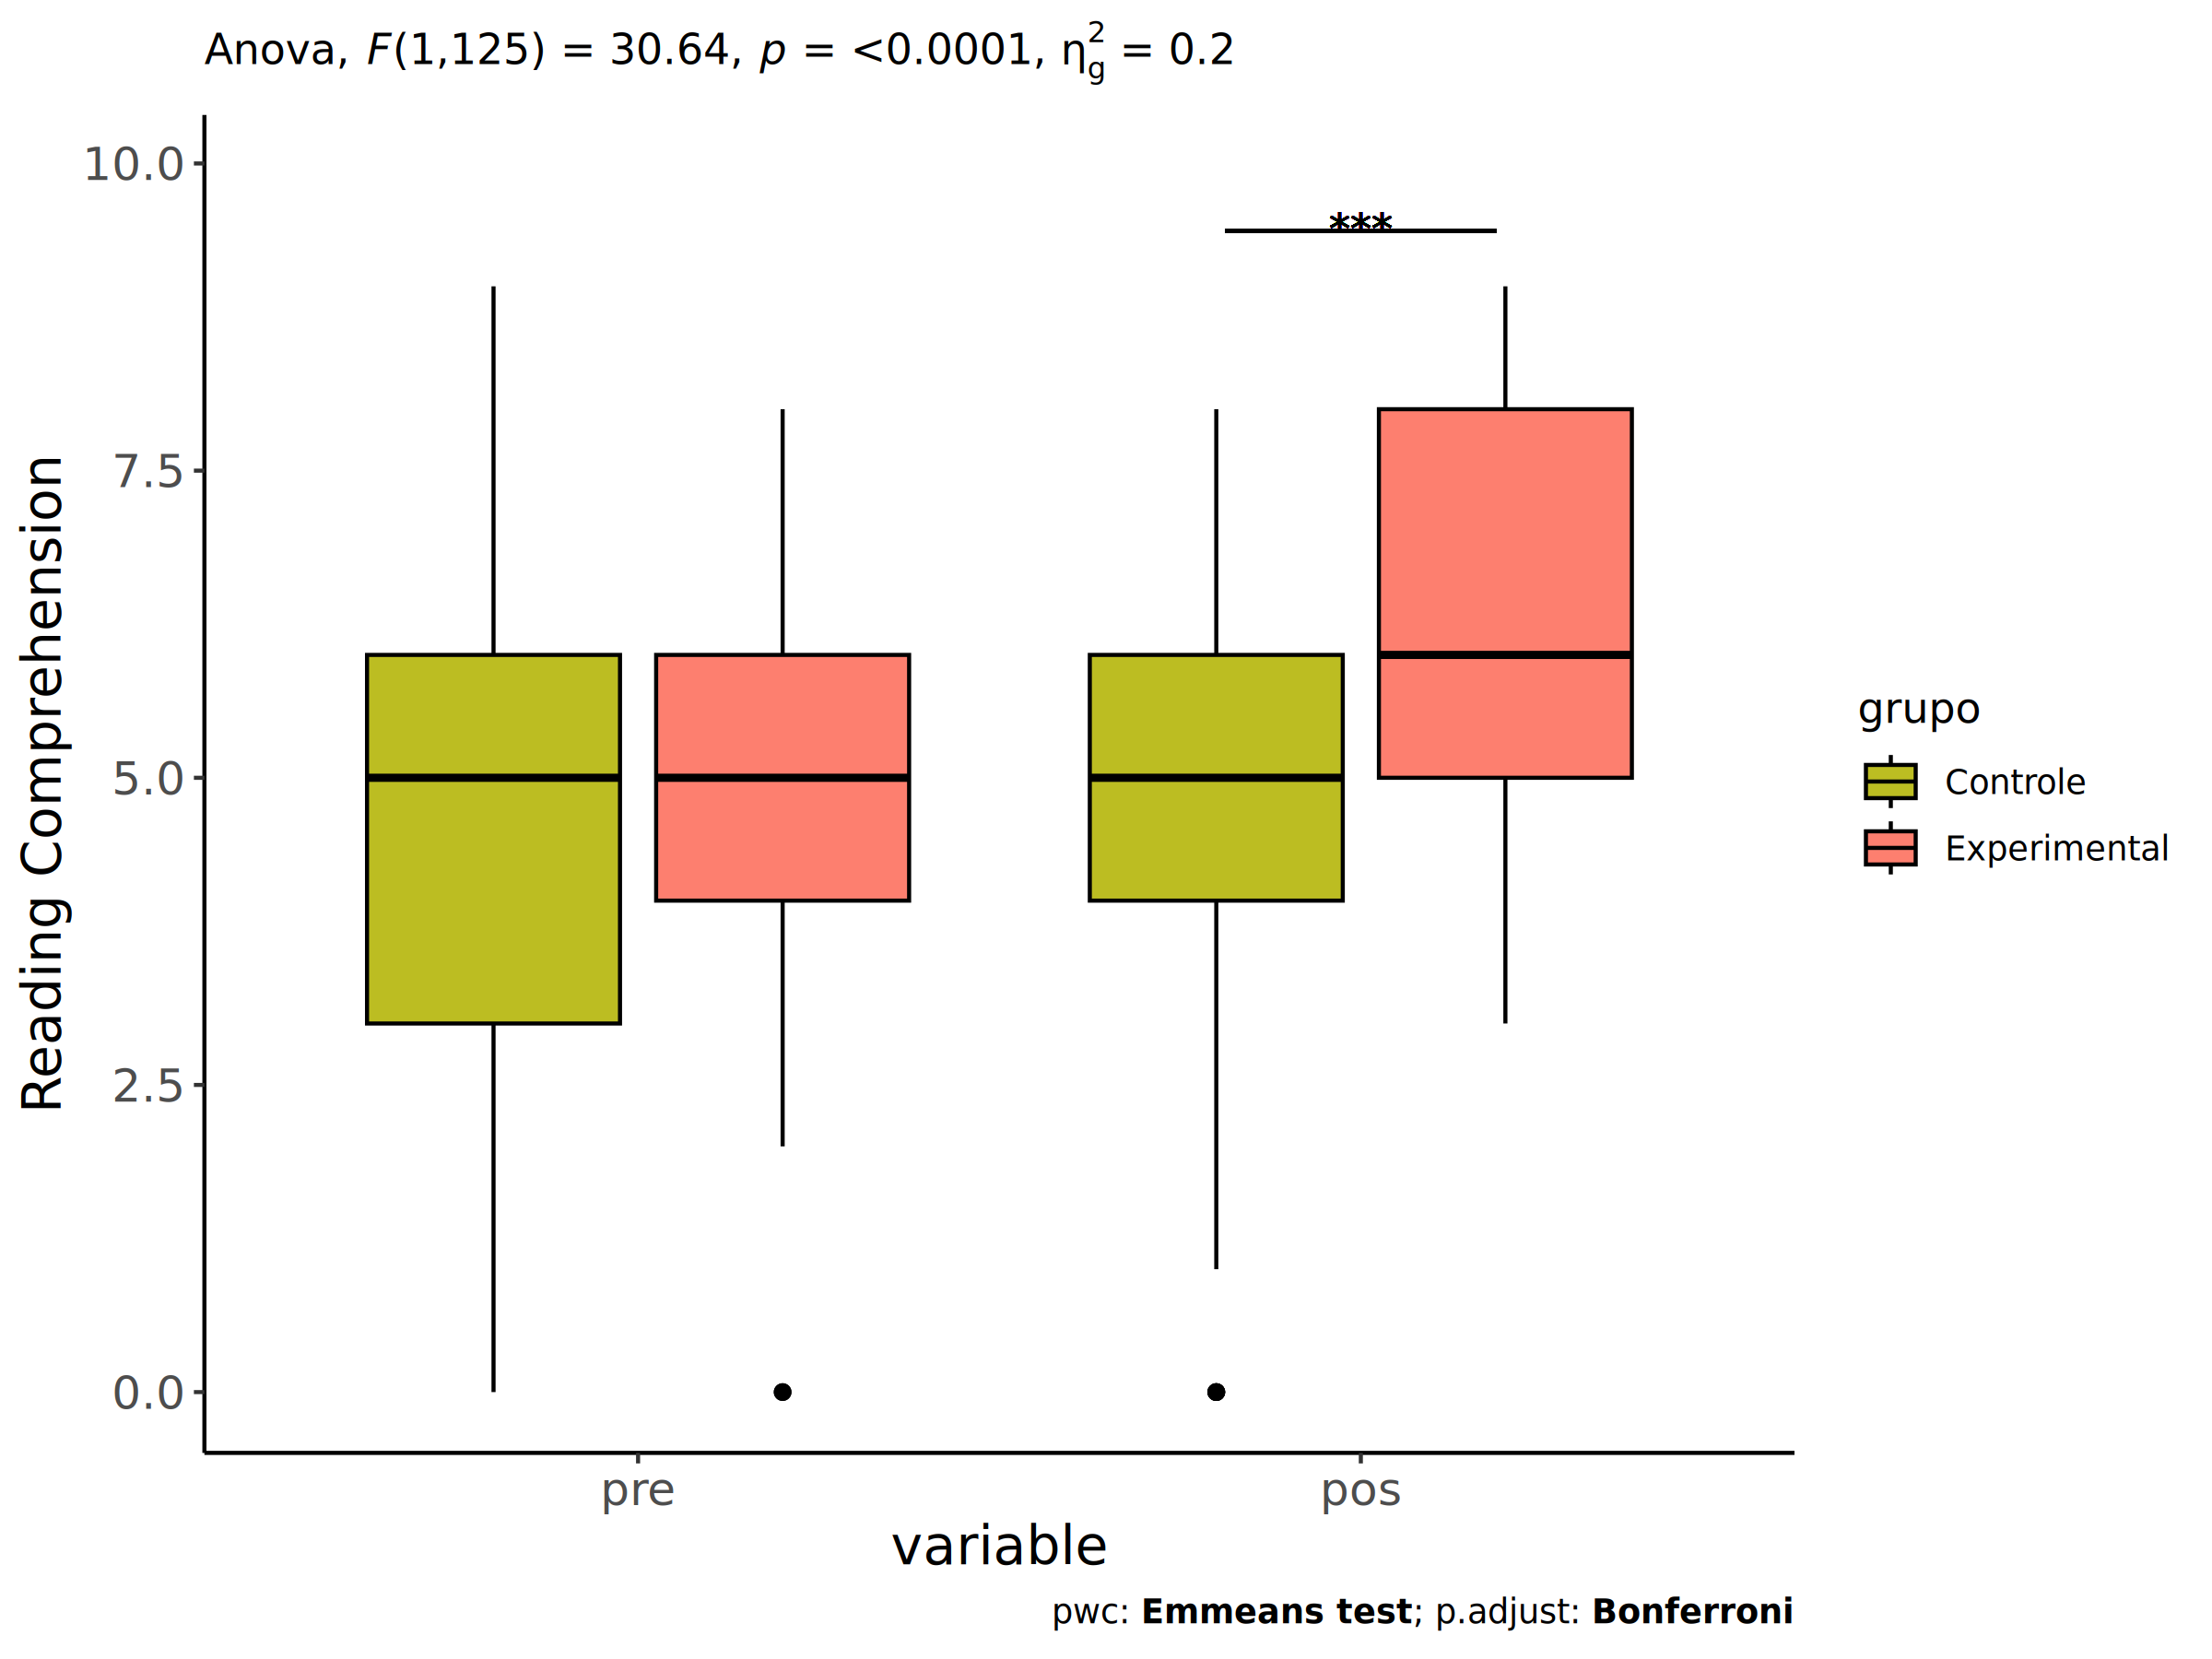 Anova, F(1,125) = 30.64, p = <0.0001, η²g = 0.2
10.0
7.5
5.0
2.5
0.0
Reading Comprehension
***
pre
pos
variable
grupo
Controle
Experimental
pwc: Emmeans test; p.adjust: Bonferroni